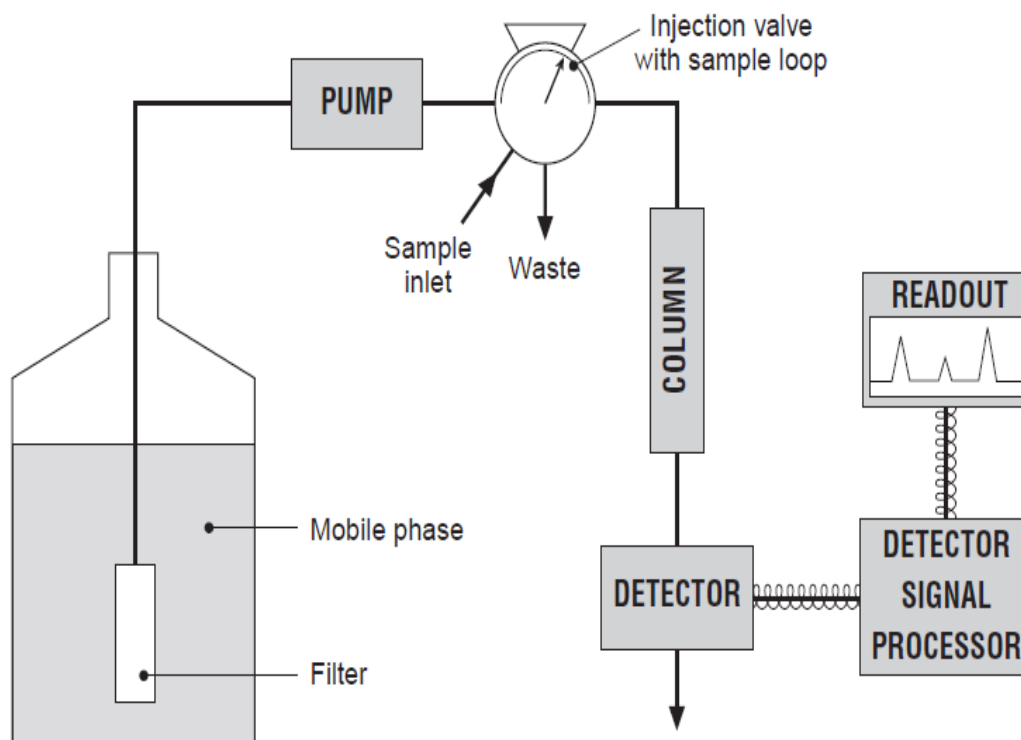 Injection valve
with sample loop
PUMP
Sample
inlet
Waste
COLUMN
READOUT
Mobile phase
DETECTOR
DETECTOR
SIGNAL
PROCESSOR
Filter